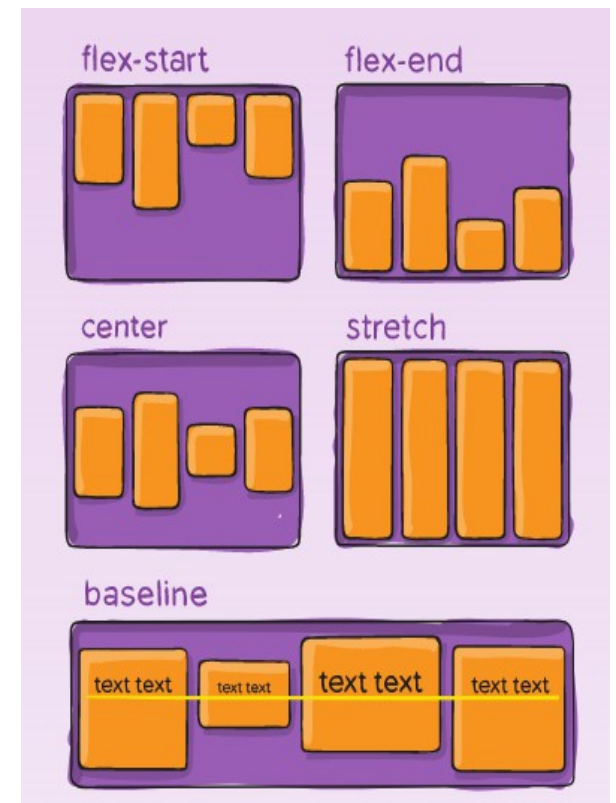 flex-start
flex-end
center
stretch
baseline
text text
text text
text text
text text